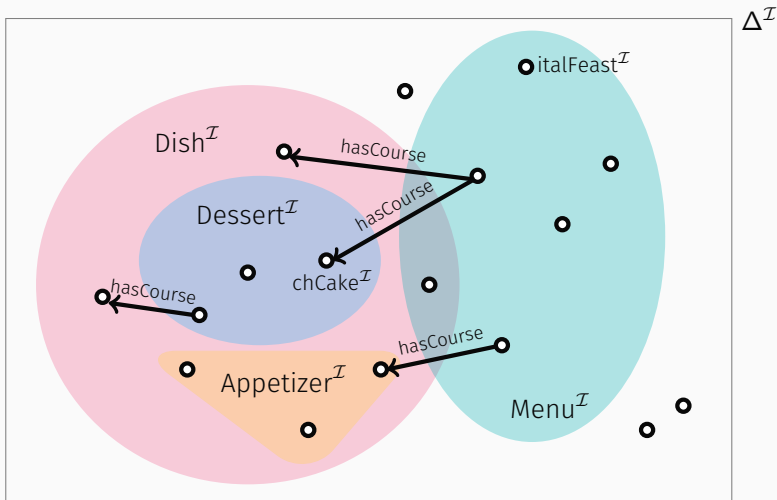 Δ^ℐ
italFeast^ℐ
Dish^ℐ
hasCourse
hasCourse
Dessert^ℐ
chCake^ℐ
hasCourse
hasCourse
Appetizer^ℐ
Menu^ℐ